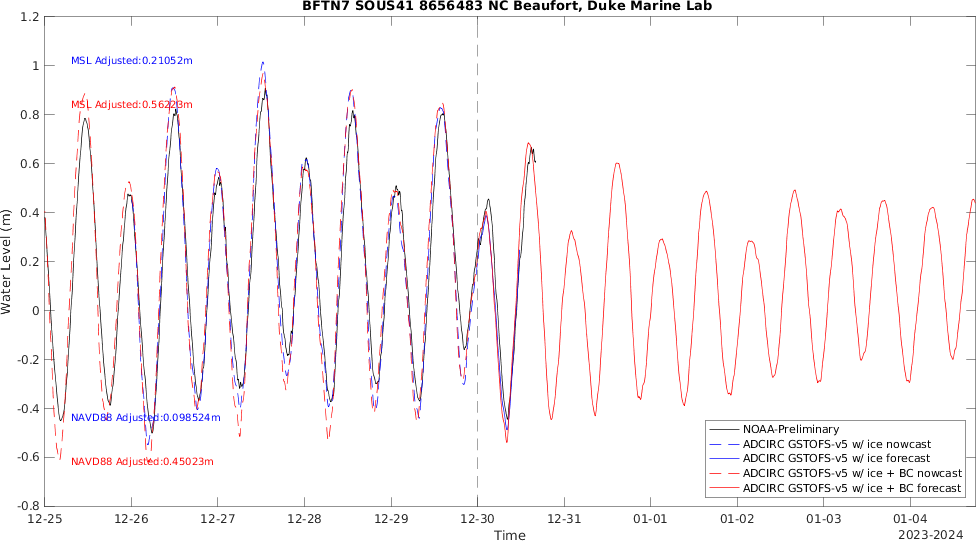 BFTN7 SOUS41 8656483 NC Beaufort, Duke Marine Lab
1.2
1
0.8
0.6
0.4
0.2
0
-0.2
-0.4
-0.6
-0.8
Water Level (m)
MSL Adjusted:0.21052m
MSL Adjusted:0.56223m
NAVD88 Adjusted:0.098524m
NAVD88 Adjusted:0.45023m
NOAA-Preliminary
ADCIRC GSTOFS-v5 w/ ice nowcast
ADCIRC GSTOFS-v5 w/ ice forecast
ADCIRC GSTOFS-v5 w/ ice + BC nowcast
ADCIRC GSTOFS-v5 w/ ice + BC forecast
12-25 12-26 12-27 12-28 12-29 12-30 12-31 01-01 01-02 01-03 01-04
Time
2023-2024